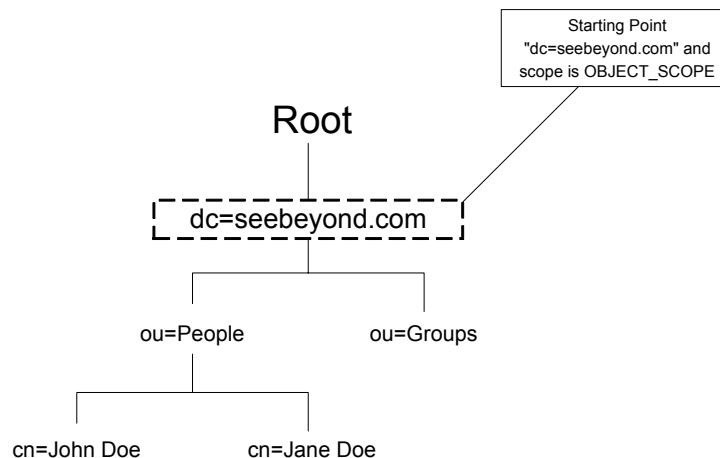 Starting Point
"dc=seebeyond.com" and
scope is OBJECT_SCOPE
Root
dc=seebeyond.com
ou=People
ou=Groups
cn=John Doe
cn=Jane Doe